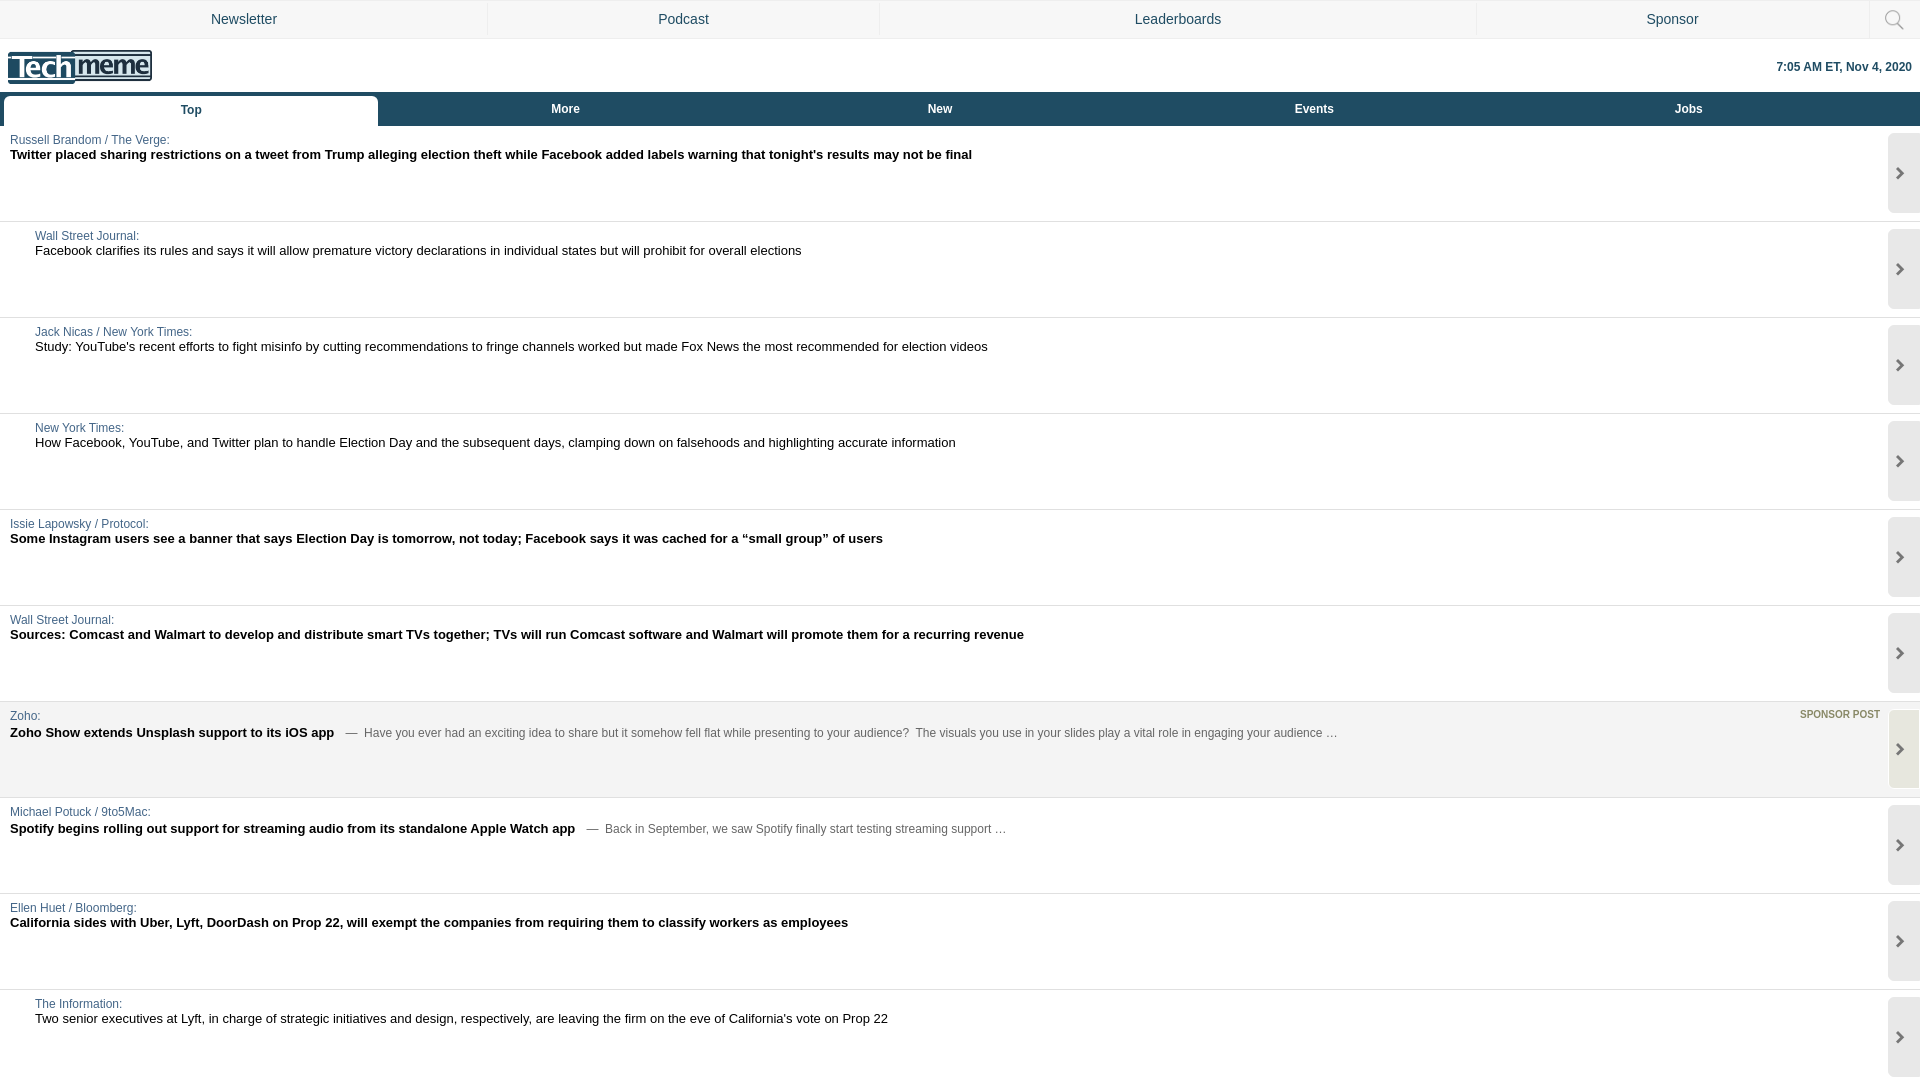 Newsletter
Podcast
Leaderboards
Sponsor
Techmeme
7:05 AM ET, Nov 4, 2020
Top
More
New
Events
Jobs
Russell Brandom / The Verge:
Twitter placed sharing restrictions on a tweet from Trump alleging election theft while Facebook added labels warning that tonight's results may not be final
Wall Street Journal:
Facebook clarifies its rules and says it will allow premature victory declarations in individual states but will prohibit for overall elections
Jack Nicas / New York Times:
Study: YouTube's recent efforts to fight misinfo by cutting recommendations to fringe channels worked but made Fox News the most recommended for election videos
New York Times:
How Facebook, YouTube, and Twitter plan to handle Election Day and the subsequent days, clamping down on falsehoods and highlighting accurate information
Issie Lapowsky / Protocol:
Some Instagram users see a banner that says Election Day is tomorrow, not today; Facebook says it was cached for a “small group” of users
Wall Street Journal:
Sources: Comcast and Walmart to develop and distribute smart TVs together; TVs will run Comcast software and Walmart will promote them for a recurring revenue
Zoho:
SPONSOR POST
Zoho Show extends Unsplash support to its iOS app — Have you ever had an exciting idea to share but it somehow fell flat while presenting to your audience? The visuals you use in your slides play a vital role in engaging your audience …
Michael Potuck / 9to5Mac:
Spotify begins rolling out support for streaming audio from its standalone Apple Watch app — Back in September, we saw Spotify finally start testing streaming support …
Ellen Huet / Bloomberg:
California sides with Uber, Lyft, DoorDash on Prop 22, will exempt the companies from requiring them to classify workers as employees
The Information:
Two senior executives at Lyft, in charge of strategic initiatives and design, respectively, are leaving the firm on the eve of California's vote on Prop 22